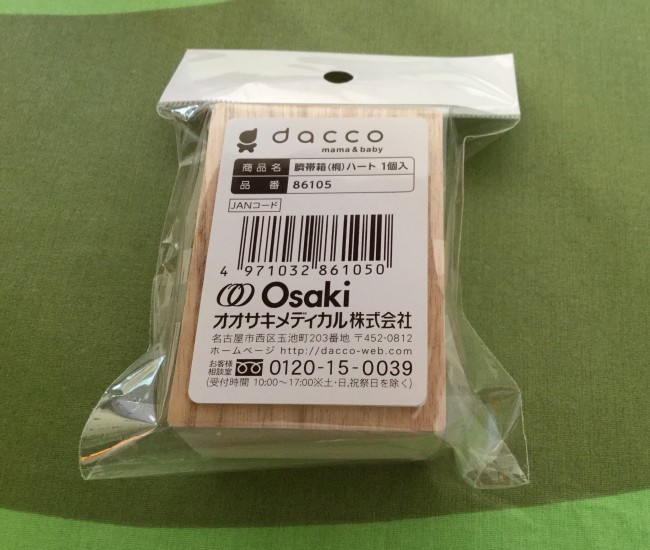 dacco
mama & baby
商品名 臍帯箱(桐)ハート 1個入
品 番 86105
JANコード
4 971032 861050
Osaki
オオサキメディカル株式会社
名古屋市西区玉池町203番地 〒452-0812
ホームページ http://dacco-web.com
お客様相談室 0120-15-0039
(受付時間 10:00～17:00※土・日,祝祭日を除く)